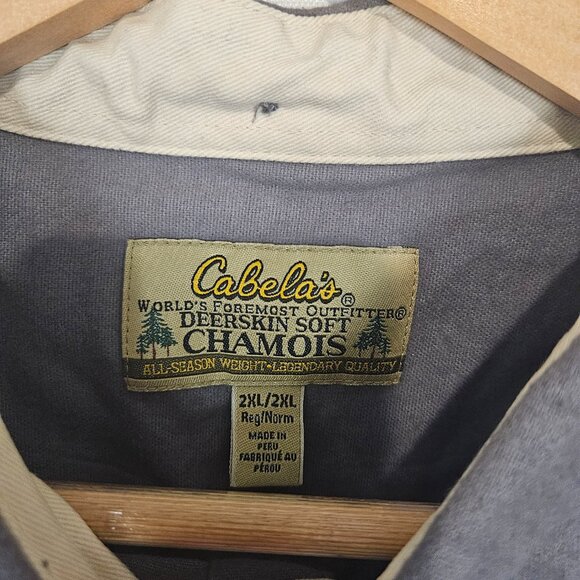 Cabela's®
WORLD'S FOREMOST OUTFITTER®
DEERSKIN SOFT
CHAMOIS
ALL-SEASON WEIGHT•LEGENDARY QUALITY
2XL/2XL
Reg/Norm
MADE IN
PERU
FABRIQUÉ AU
PÉROU